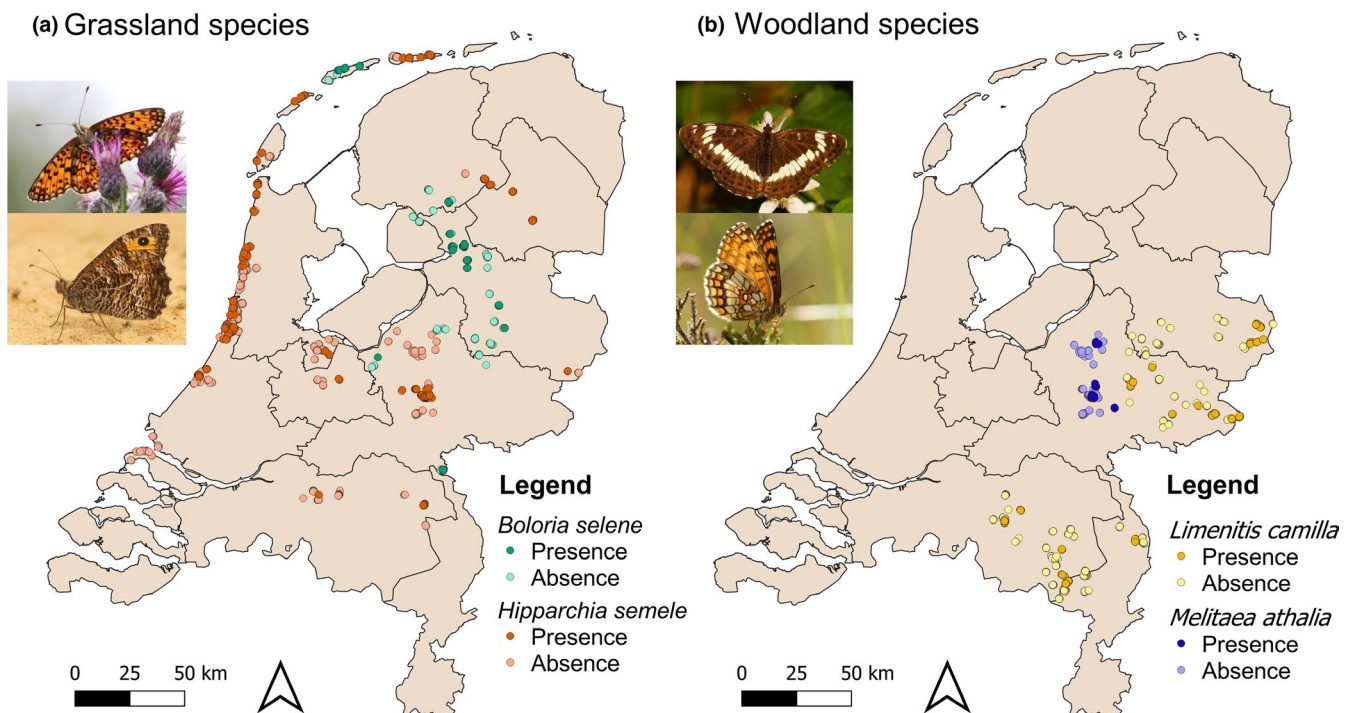 (a) Grassland species
Legend
Boloria selene
Presence
Absence
Hipparchia semele
Presence
Absence
0 25 50 km
(b) Woodland species
Legend
Limenitis camilla
Presence
Absence
Melitaea athalia
Presence
Absence
0 25 50 km